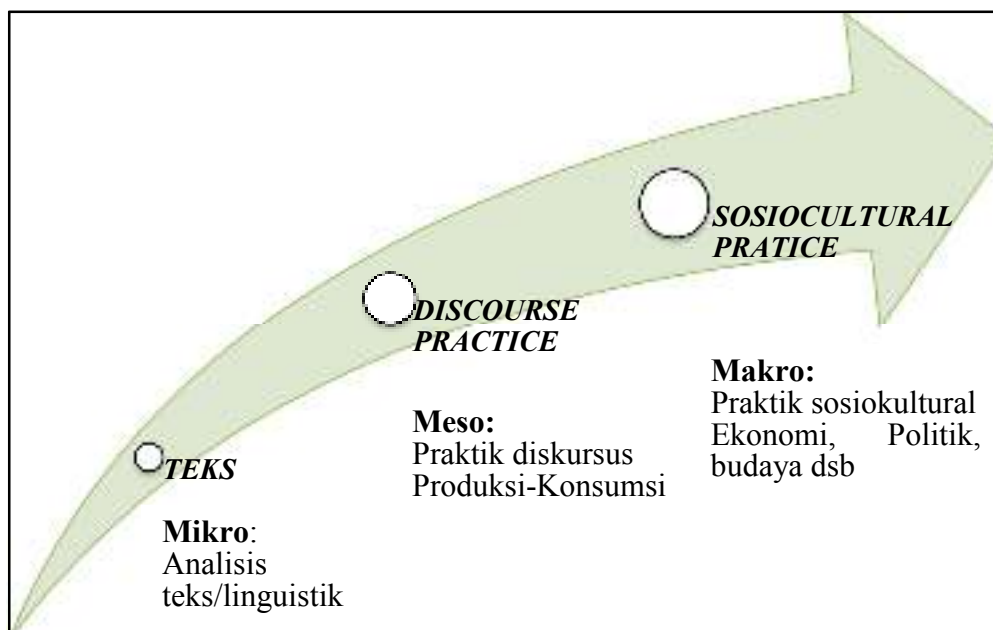 TEKS
Mikro:
Analisis
teks/linguistik
DISCOURSE
PRACTICE
Meso:
Praktik diskursus
Produksi-Konsumsi
SOSIOCULTURAL
PRATICE
Makro:
Praktik sosiokultural
Ekonomi, Politik,
budaya dsb